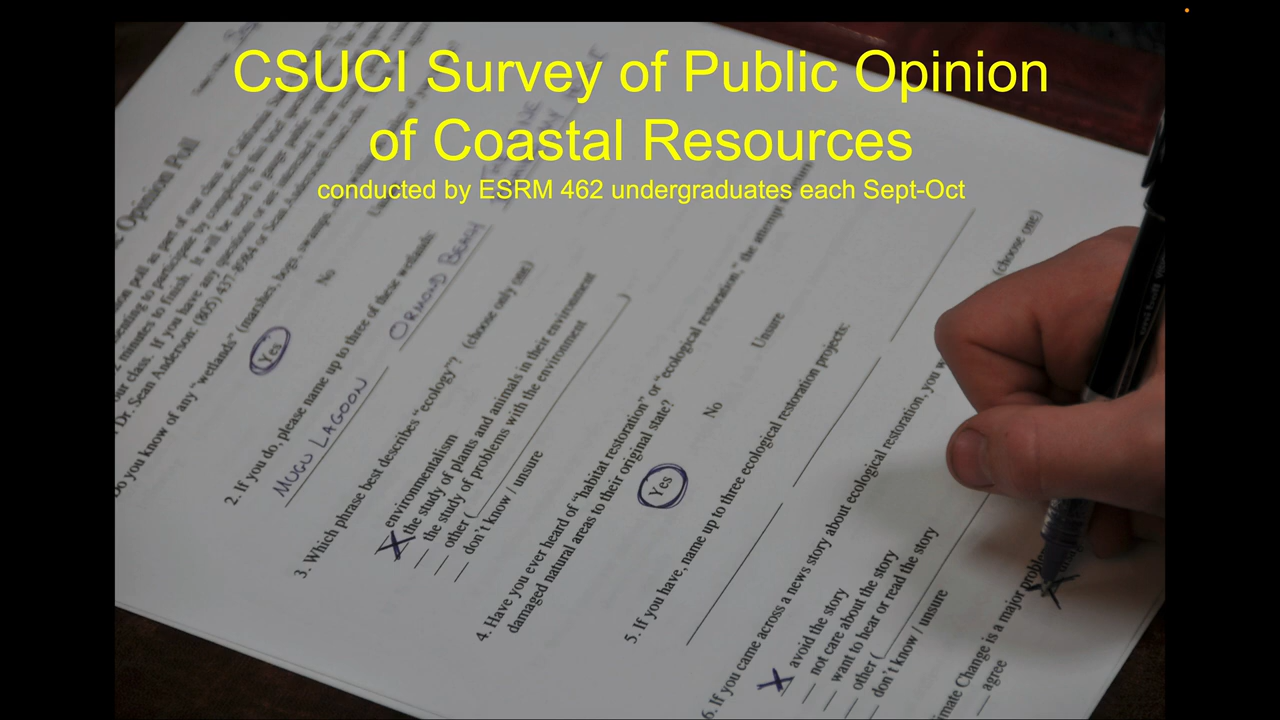 CSUCI Survey of Public Opinion
of Coastal Resources
conducted by ESRM 462 undergraduates each Sept-Oct
Opinion Poll
you know of any "wetlands" (marshes, bogs, swamps,
Yes
No
2. If you do, please name up to three of these wetlands:
MUGU LAGOON
ORMOND BEACH
3. Which phrase best describes "ecology"? (choose only one)
X environmentalism
the study of plants and animals in their environment
the study of problems with the environment
other (
)
don't know / unsure
4. Have you ever heard of "habitat restoration" or "ecological restoration," the attempt to return
damaged natural areas to their original state?
Yes
No
Unsure
5. If you have, name up to three ecological restoration projects:
6. If you came across a news story about ecological restoration, you
(choose one)
X avoid the story
not care about the story
want to hear or read the story
other (
don't know / unsure
Change is a major
X
agree